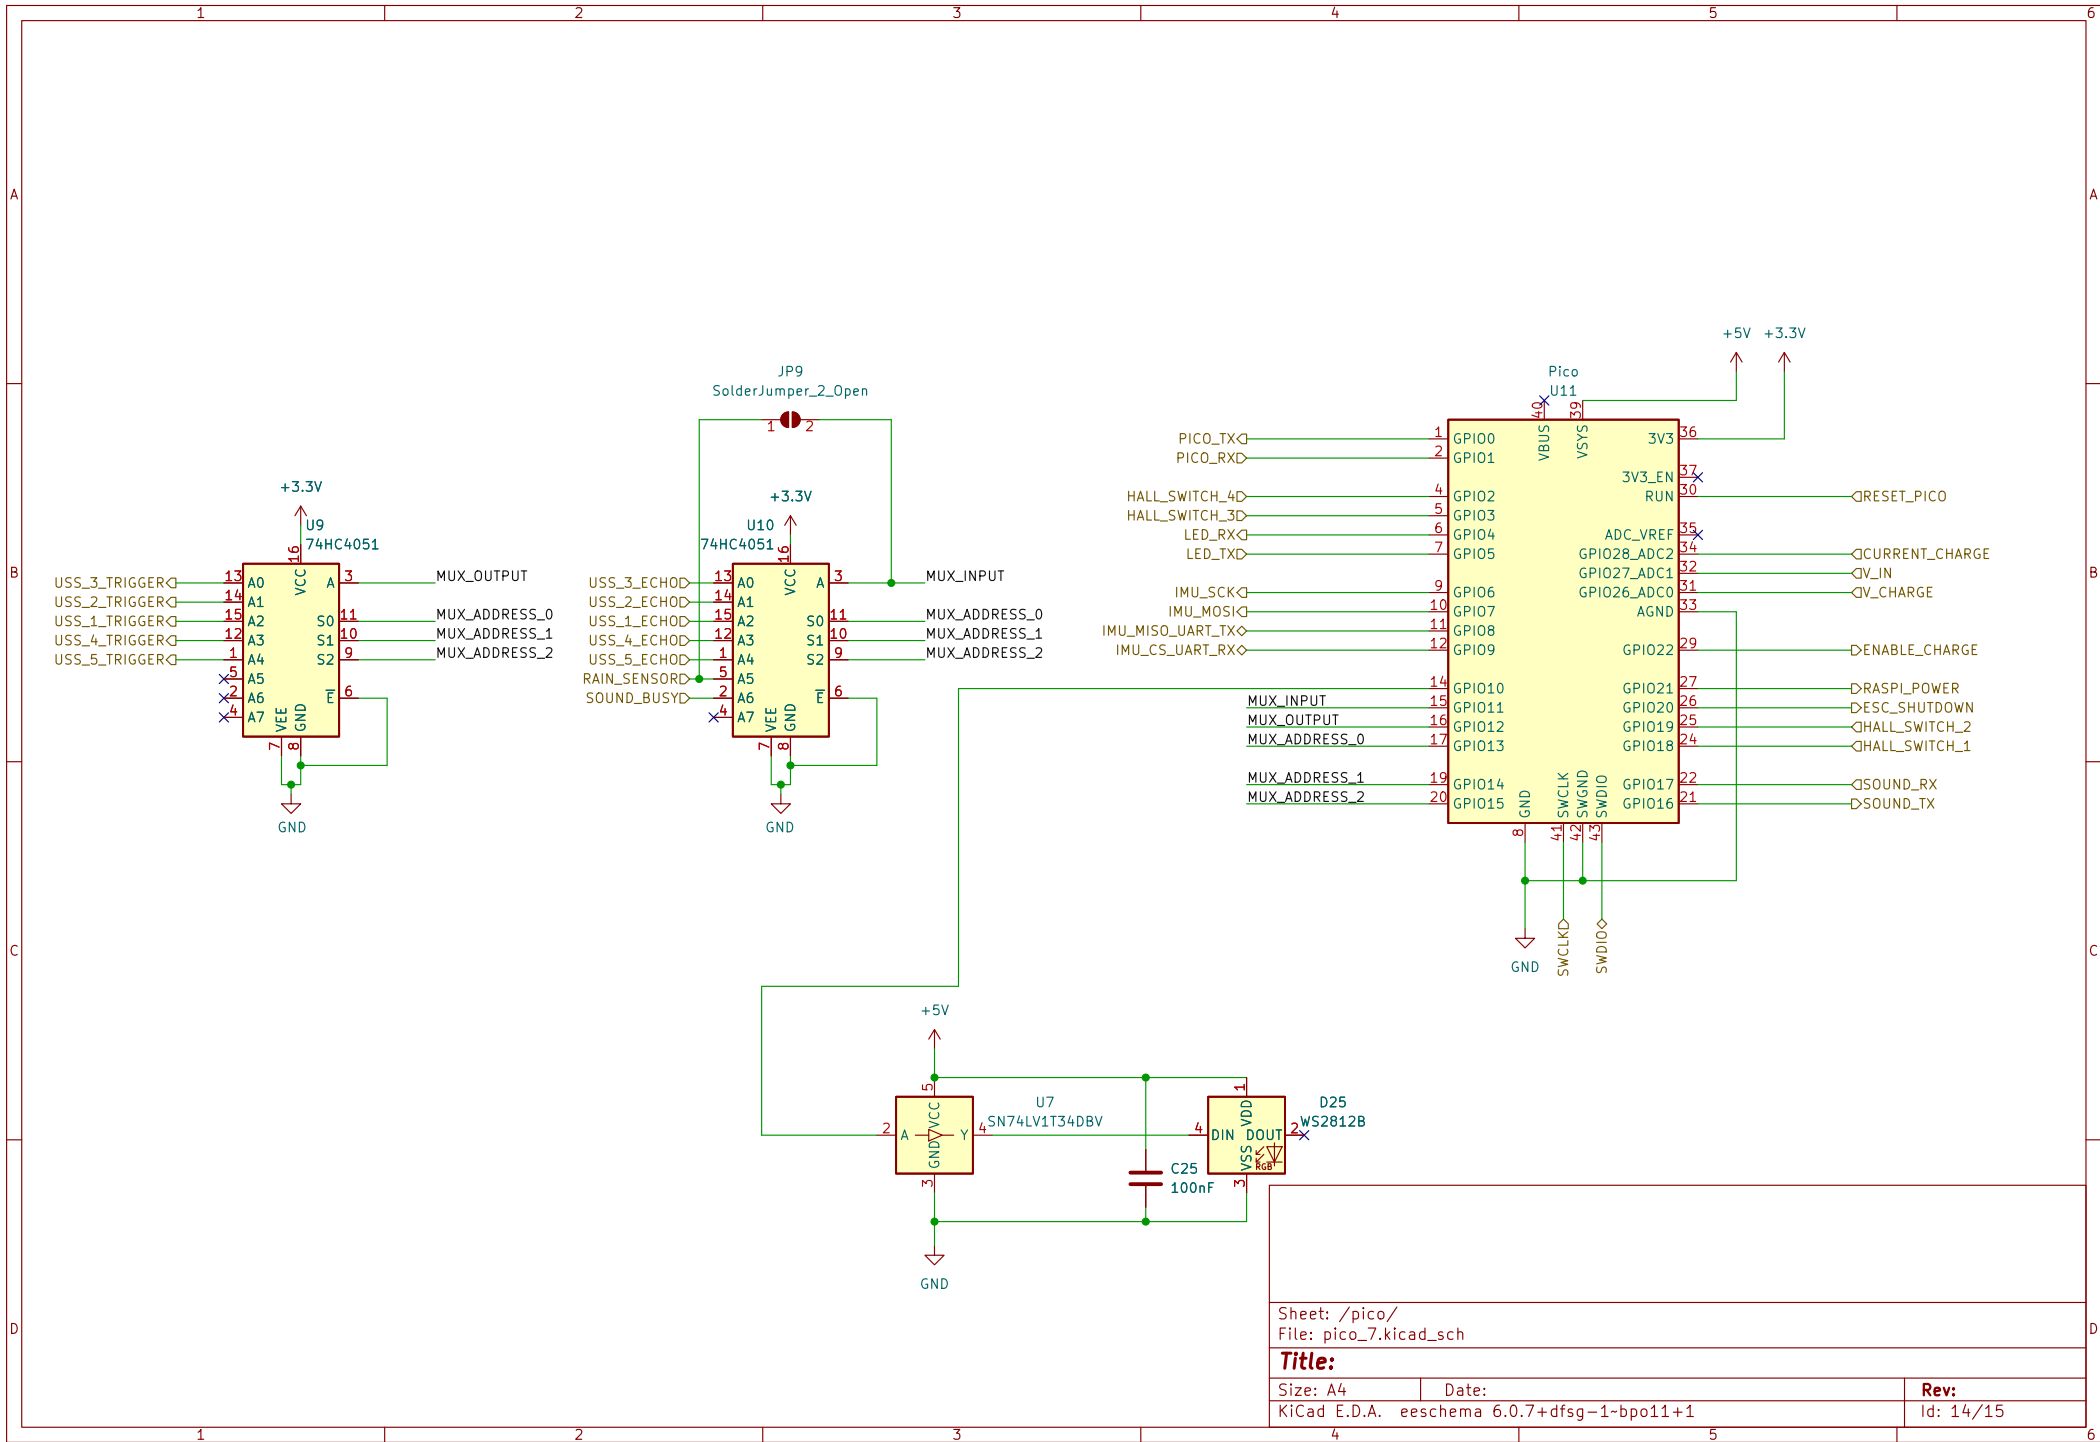 1 2 3 4 5 6
A A
B B
C C
D D
+3.3V
U9
74HC4051
USS_3_TRIGGER 13 A0
USS_2_TRIGGER 14 A1
USS_1_TRIGGER 15 A2
USS_4_TRIGGER 12 A3
USS_5_TRIGGER 1 A4
5 A5
2 A6
4 A7
16 VCC
A 3 MUX_OUTPUT
S0 11 MUX_ADDRESS_0
S1 10 MUX_ADDRESS_1
S2 9 MUX_ADDRESS_2
E 6
VEE 7
GND 8
GND
JP9
SolderJumper_2_Open
1 2
+3.3V
U10
74HC4051
USS_3_ECHO 13 A0
USS_2_ECHO 14 A1
USS_1_ECHO 15 A2
USS_4_ECHO 12 A3
USS_5_ECHO 1 A4
RAIN_SENSOR 5 A5
SOUND_BUSY 2 A6
4 A7
16 VCC
A 3 MUX_INPUT
S0 11 MUX_ADDRESS_0
S1 10 MUX_ADDRESS_1
S2 9 MUX_ADDRESS_2
E 6
VEE 7
GND 8
GND
+5V +3.3V
Pico
U11
40 VBUS
39 VSYS
PICO_TX 1 GPIO0
PICO_RX 2 GPIO1
HALL_SWITCH_4 4 GPIO2
HALL_SWITCH_3 5 GPIO3
LED_RX 6 GPIO4
LED_TX 7 GPIO5
IMU_SCK 9 GPIO6
IMU_MOSI 10 GPIO7
IMU_MISO_UART_TX 11 GPIO8
IMU_CS_UART_RX 12 GPIO9
14 GPIO10
MUX_INPUT 15 GPIO11
MUX_OUTPUT 16 GPIO12
MUX_ADDRESS_0 17 GPIO13
MUX_ADDRESS_1 19 GPIO14
MUX_ADDRESS_2 20 GPIO15
3V3 36
3V3_EN 37
RUN 30 RESET_PICO
ADC_VREF 35
GPIO28_ADC2 34 CURRENT_CHARGE
GPIO27_ADC1 32 V_IN
GPIO26_ADC0 31 V_CHARGE
AGND 33
GPIO22 29 ENABLE_CHARGE
GPIO21 27 RASPI_POWER
GPIO20 26 ESC_SHUTDOWN
GPIO19 25 HALL_SWITCH_2
GPIO18 24 HALL_SWITCH_1
GPIO17 22 SOUND_RX
GPIO16 21 SOUND_TX
GND 8
SWCLK 41
SWGND 42
SWDIO 43
GND
SWCLK
SWDIO
+5V
U7
SN74LV1T34DBV
5 VCC
2 A Y 4
GND 3
GND
C25
100nF
D25
WS2812B
1 VDD
4 DIN DOUT 2
VSS 3
RGB
Sheet: /pico/
File: pico_7.kicad_sch
Title:
Size: A4 Date: Rev:
KiCad E.D.A. eeschema 6.0.7+dfsg-1~bpo11+1 Id: 14/15
1 2 3 4 5 6